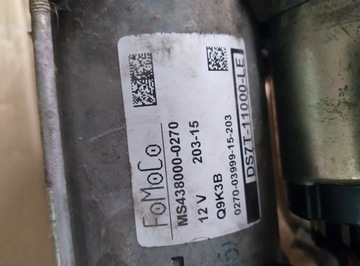 FoMoCo
MS438000-0270
12 V 203-15
Q9K3B
0270-03999-15-203
DS7T-11000-LE